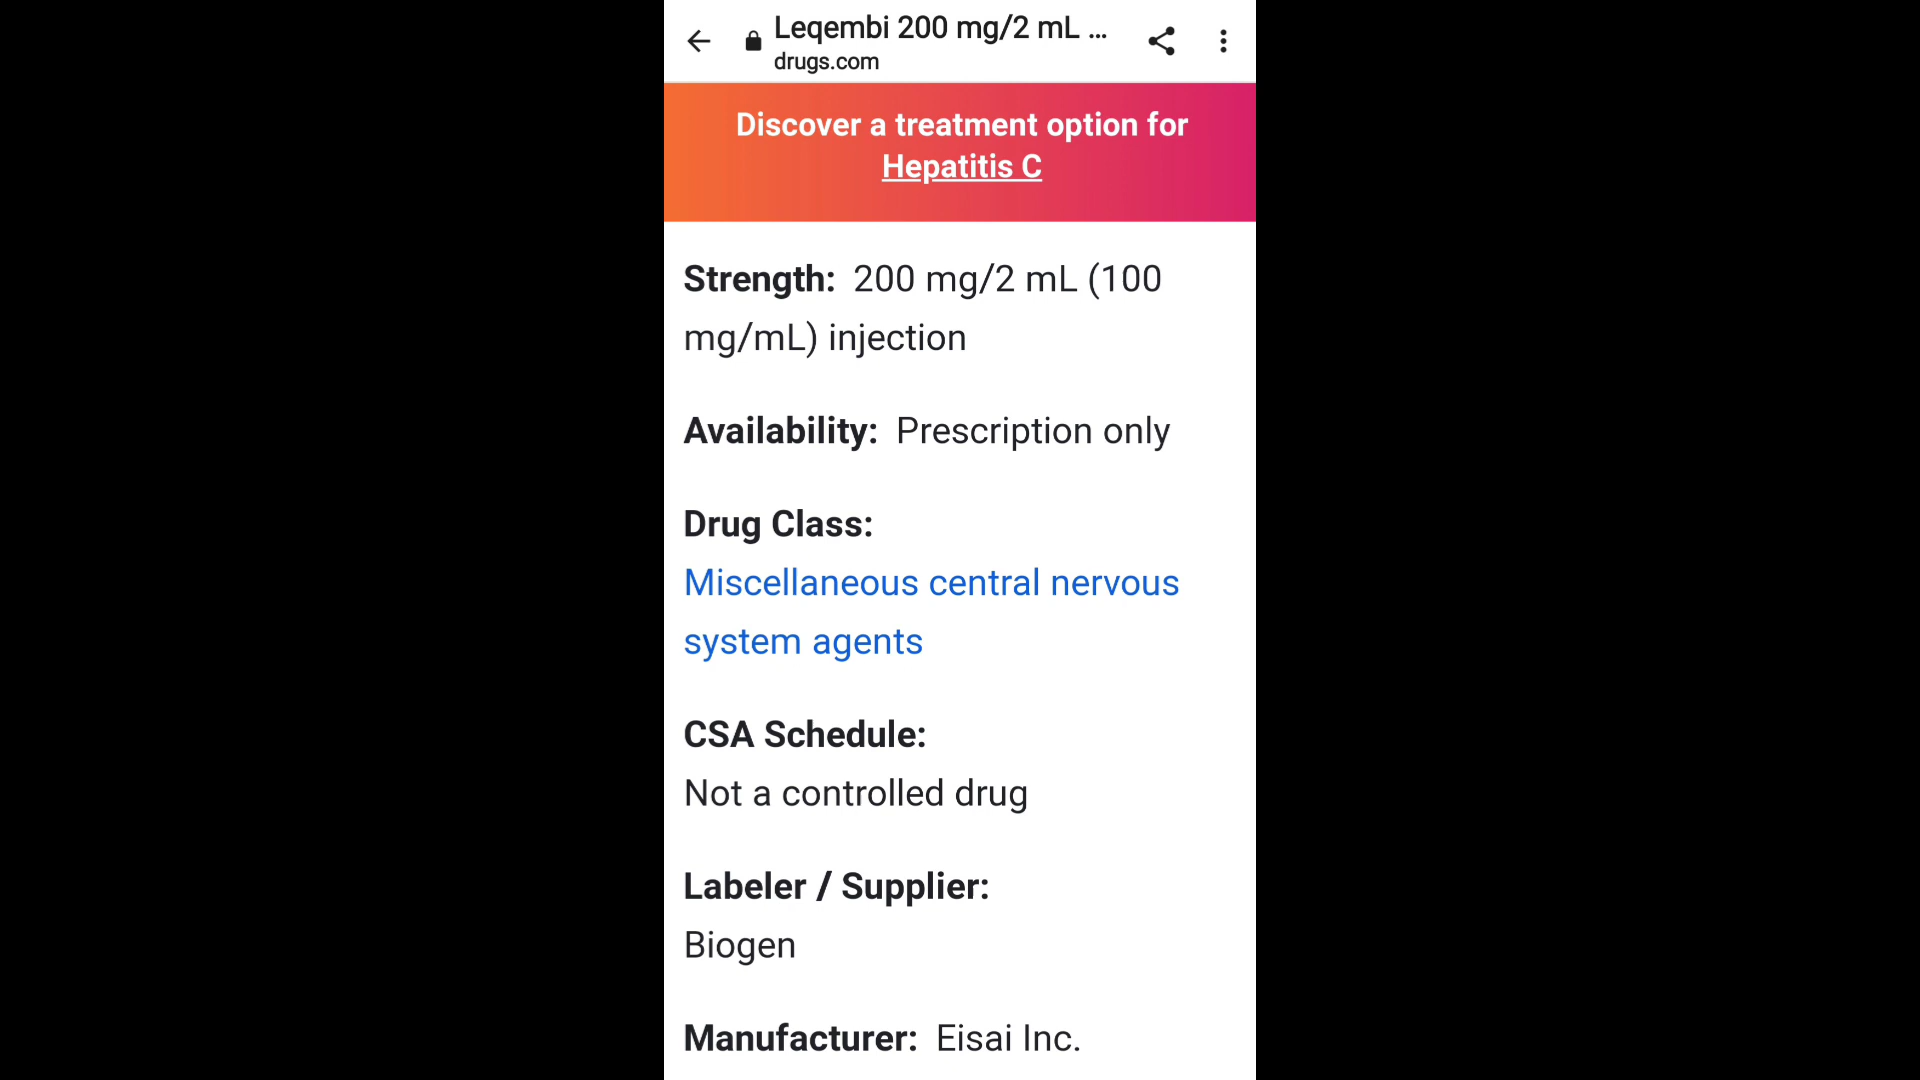 Leqembi 200 mg/2 mL ...
drugs.com
Discover a treatment option for
Hepatitis C
Strength: 200 mg/2 mL (100
mg/mL) injection
Availability: Prescription only
Drug Class:
Miscellaneous central nervous
system agents
CSA Schedule:
Not a controlled drug
Labeler / Supplier:
Biogen
Manufacturer: Eisai Inc.